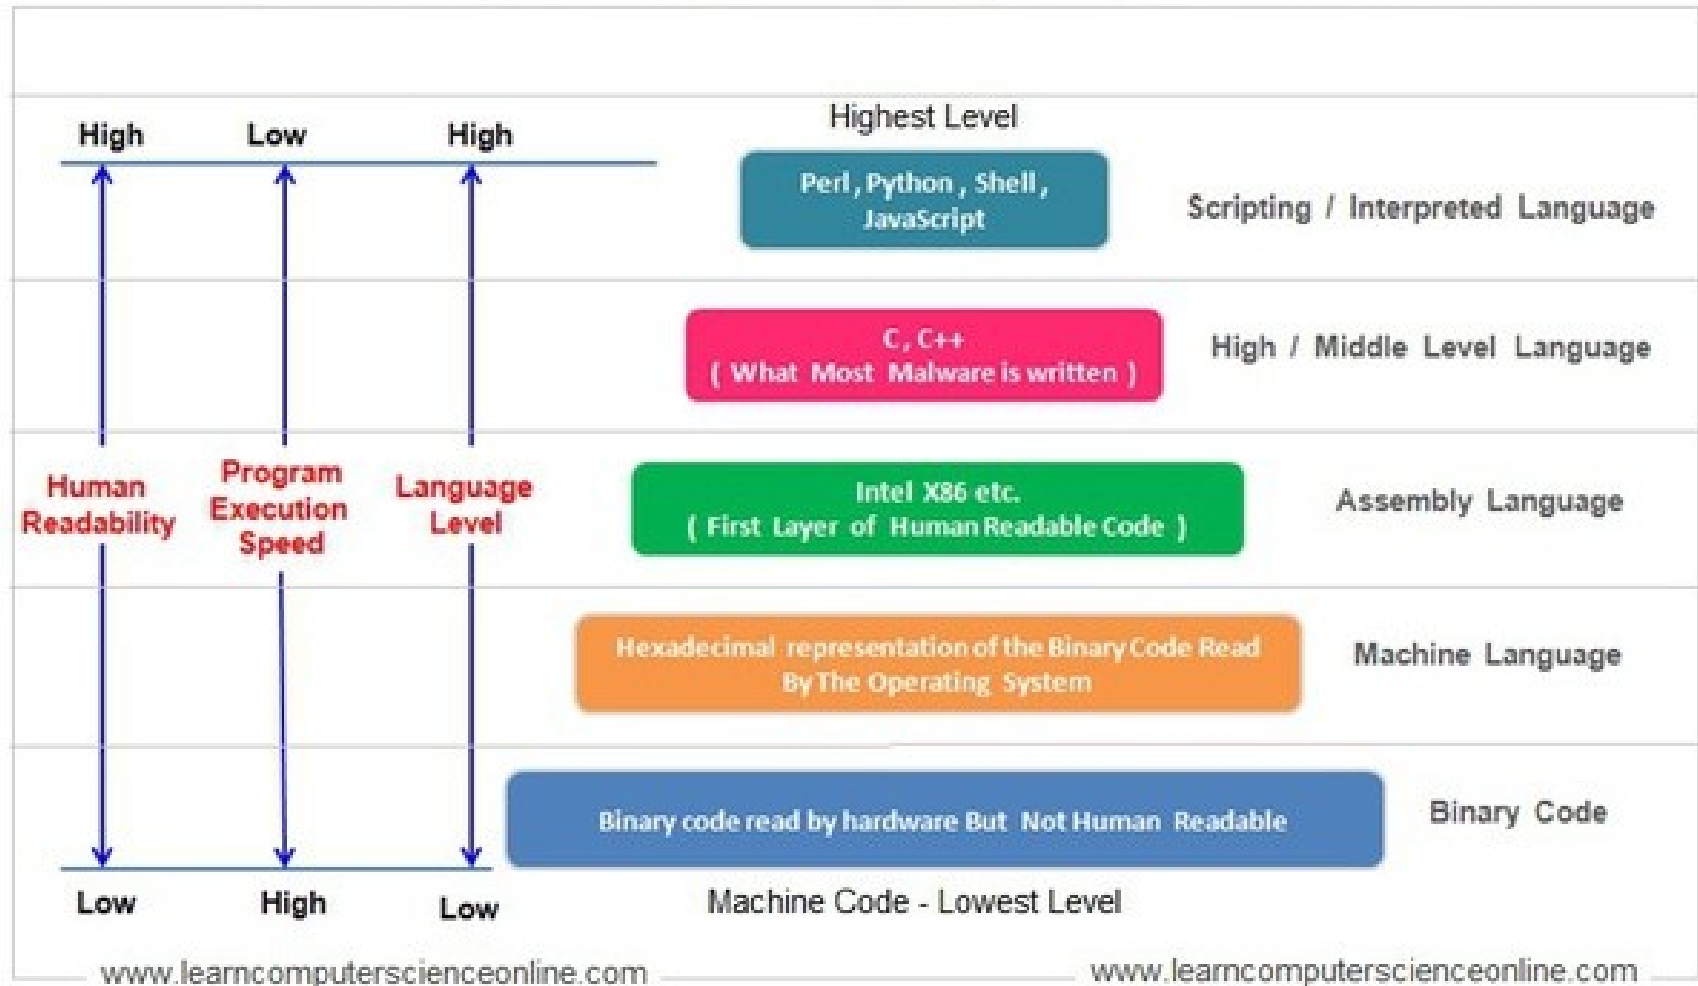 High Low High
Highest Level
Perl , Python , Shell ,
JavaScript
Scripting / Interpreted Language
C , C++
( What Most Malware is written )
High / Middle Level Language
Human
Readability
Program
Execution
Speed
Language
Level
Intel X86 etc.
( First Layer of Human Readable Code )
Assembly Language
Hexadecimal representation of the Binary Code Read
By The Operating System
Machine Language
Binary code read by hardware But Not Human Readable
Binary Code
Low High Low
Machine Code - Lowest Level
www.learncomputerscienceonline.com
www.learncomputerscienceonline.com